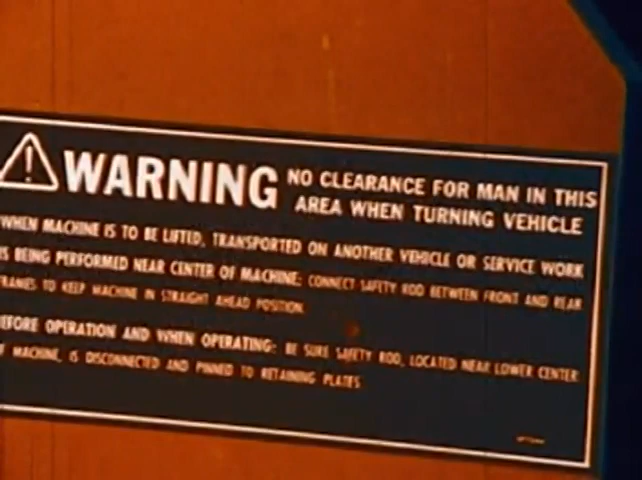 WARNING NO CLEARANCE FOR MAN IN THIS
AREA WHEN TURNING VEHICLE
WHEN MACHINE IS TO BE LIFTED, TRANSPORTED ON ANOTHER VEHICLE OR SERVICE WORK
IS BEING PERFORMED NEAR CENTER OF MACHINE: CONNECT SAFETY ROD BETWEEN FRONT AND REAR
FRAMES TO KEEP MACHINE IN STRAIGHT AHEAD POSITION.
BEFORE OPERATION AND WHEN OPERATING: BE SURE SAFETY ROD, LOCATED NEAR LOWER CENTER
OF MACHINE, IS DISCONNECTED AND PINNED TO RETAINING PLATES